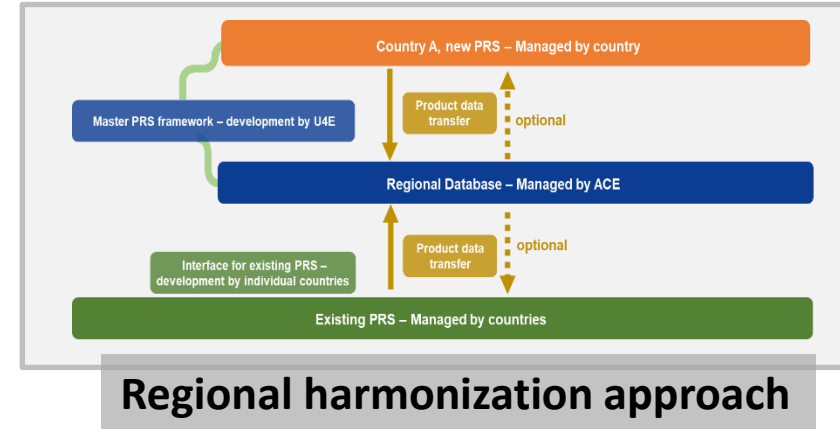 Country A, new PRS – Managed by country
Product data
transfer
optional
Master PRS framework – development by U4E
Regional Database – Managed by ACE
Product data
transfer
optional
Interface for existing PRS –
development by individual countries
Existing PRS – Managed by countries
Regional harmonization approach